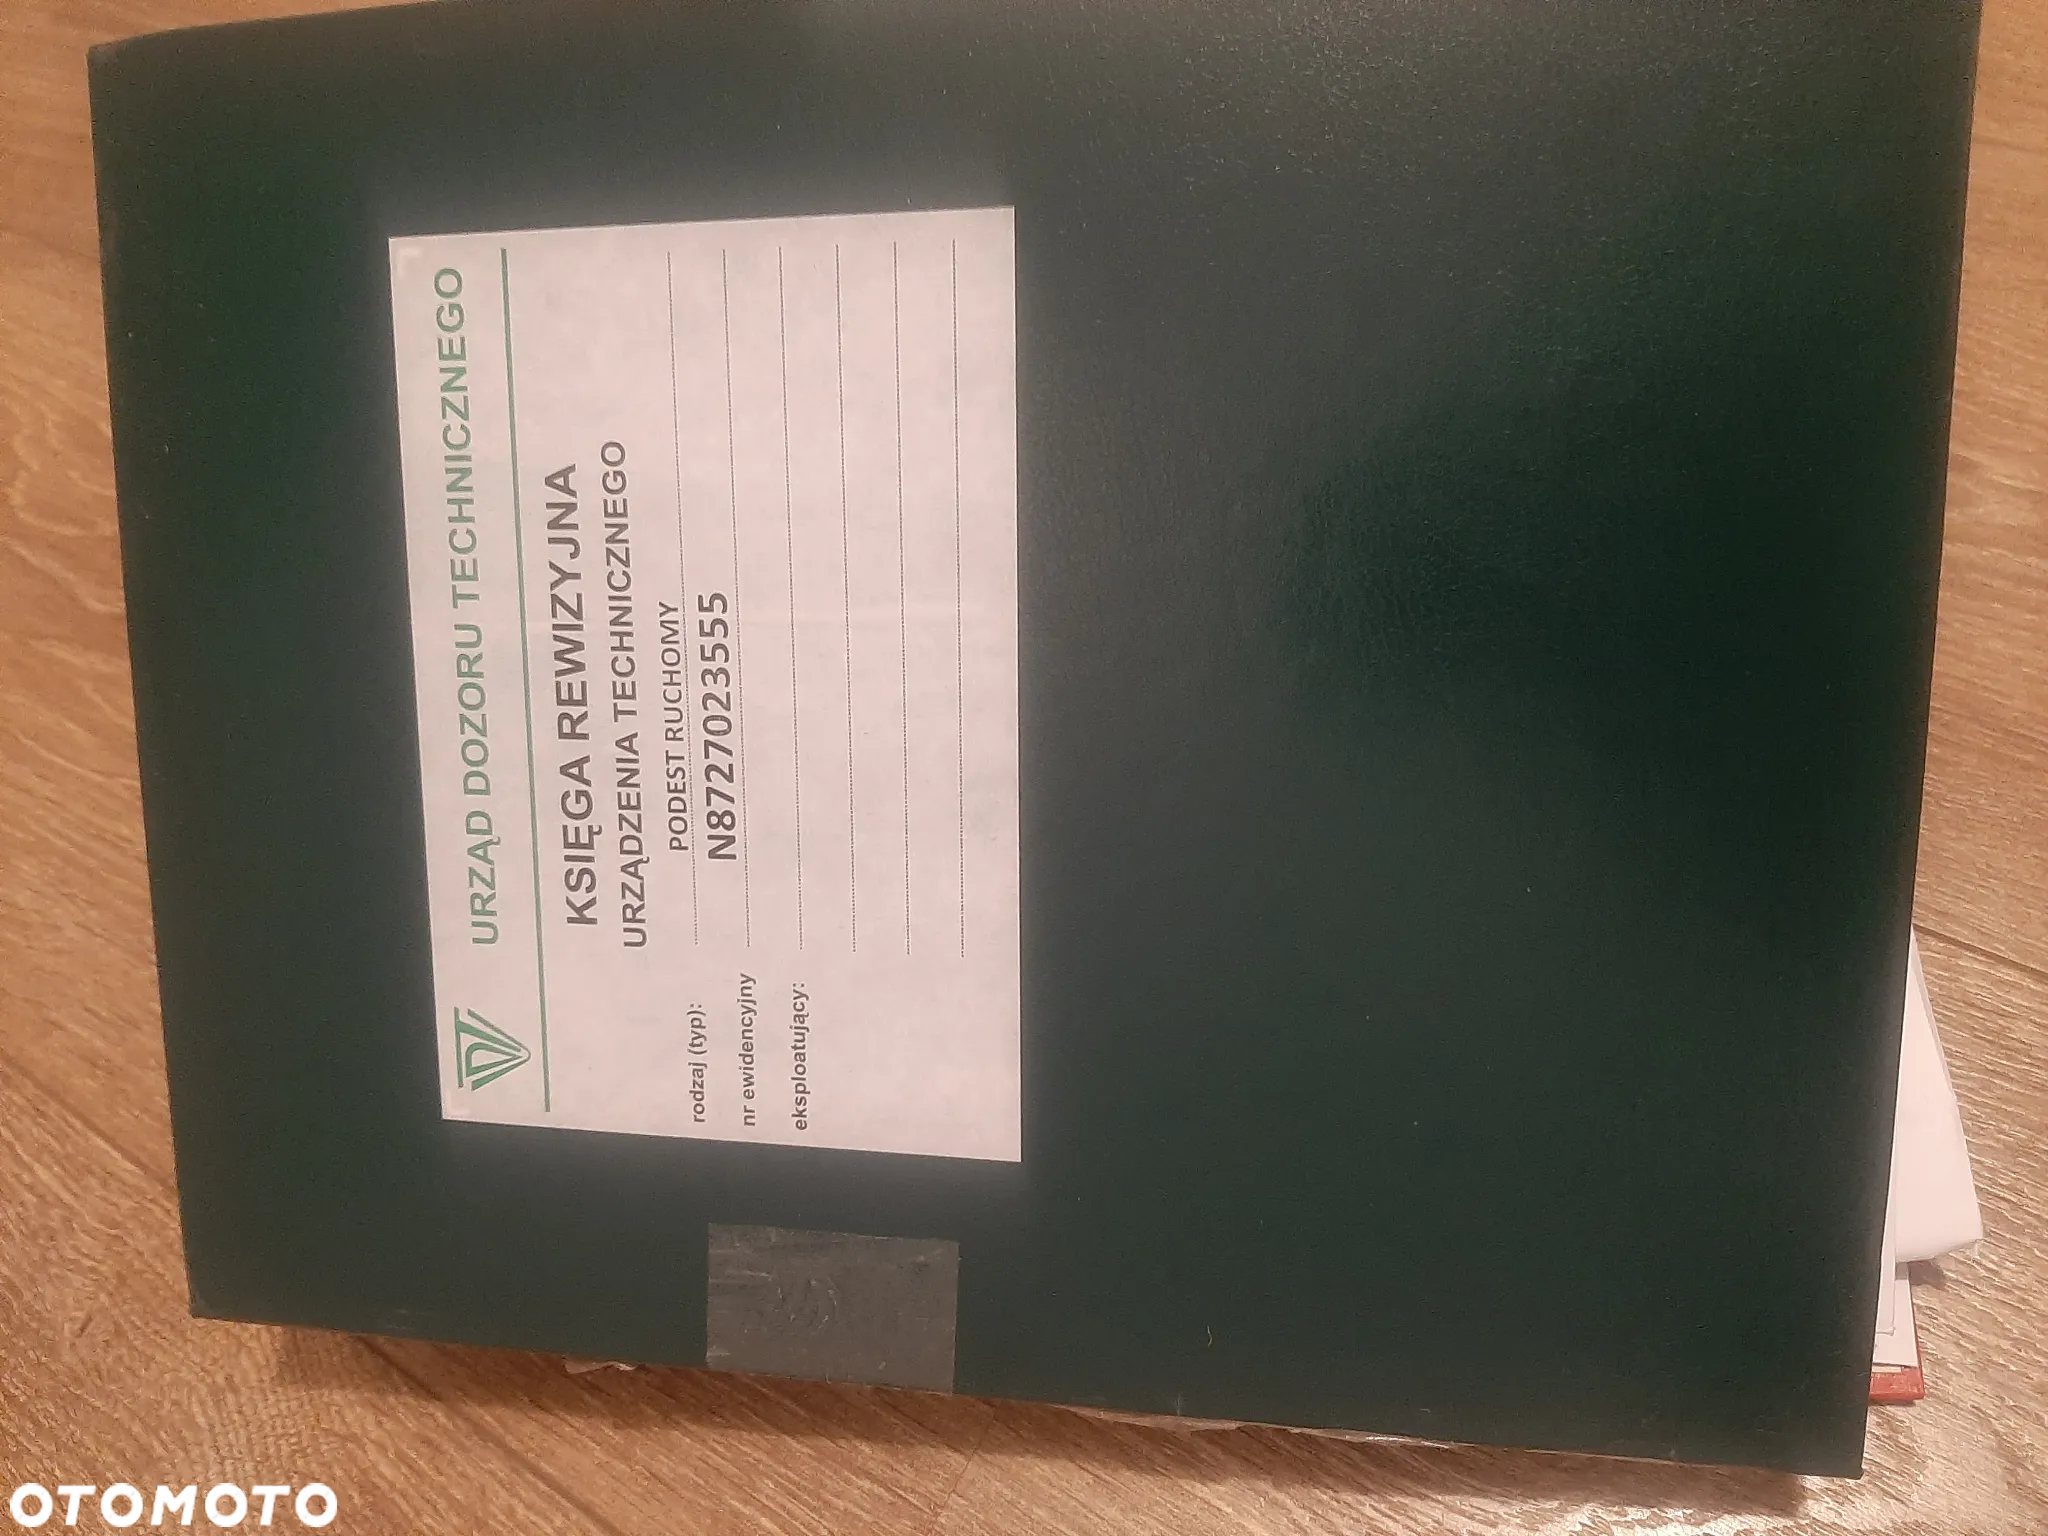 URZĄD DOZORU TECHNICZNEGO
KSIĘGA REWIZYJNA
URZĄDZENIA TECHNICZNEGO
rodzaj (typ): PODEST RUCHOMY
nr ewidencyjny N8727023555
eksploatujący:
OTOMOTO